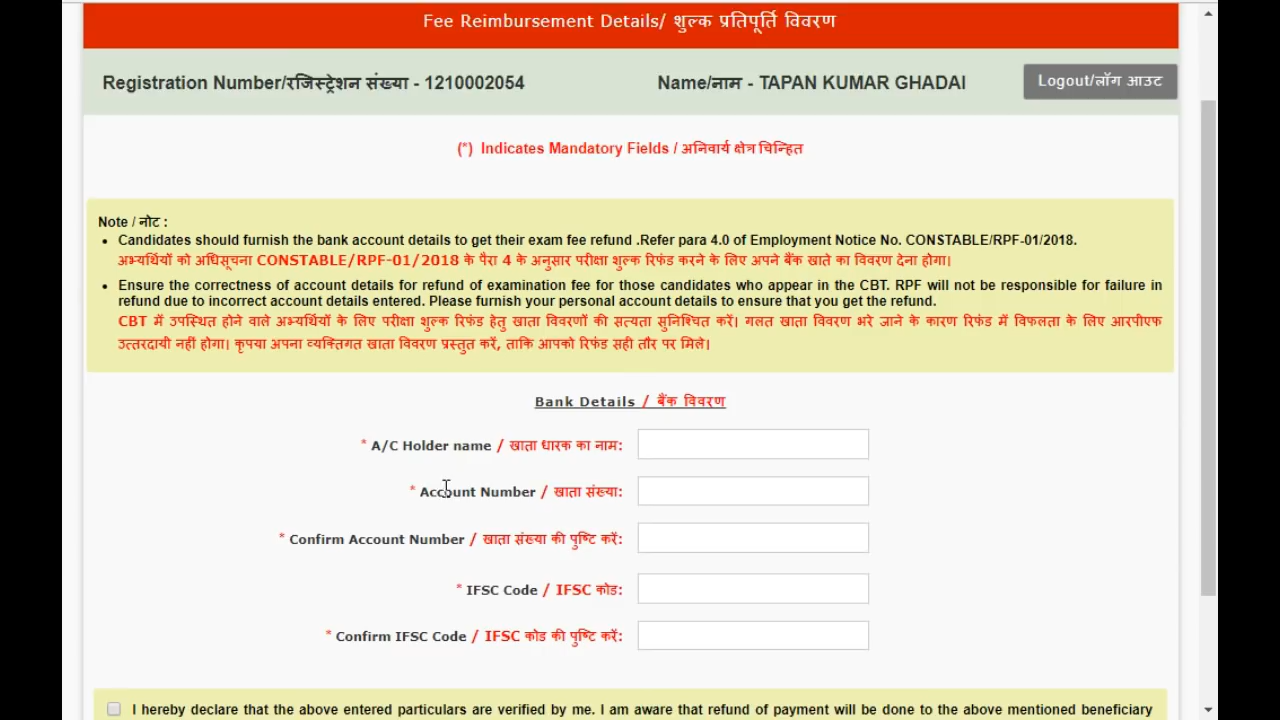 Fee Reimbursement Details/ शुल्क प्रतिपूर्ति विवरण
Registration Number/रजिस्ट्रेशन संख्या - 1210002054
Name/नाम - TAPAN KUMAR GHADAI
Logout/लॉग आउट
(*) Indicates Mandatory Fields / अनिवार्य क्षेत्र चिन्हित
Note / नोट :
• Candidates should furnish the bank account details to get their exam fee refund .Refer para 4.0 of Employment Notice No. CONSTABLE/RPF-01/2018.
अभ्यर्थियों को अधिसूचना CONSTABLE/RPF-01/2018 के पैरा 4 के अनुसार परीक्षा शुल्क रिफंड करने के लिए अपने बैंक खाते का विवरण देना होगा।
• Ensure the correctness of account details for refund of examination fee for those candidates who appear in the CBT. RPF will not be responsible for failure in
refund due to incorrect account details entered. Please furnish your personal account details to ensure that you get the refund.
CBT में उपस्थित होने वाले अभ्यर्थियों के लिए परीक्षा शुल्क रिफंड हेतु खाता विवरणों की सत्यता सुनिश्चित करें। गलत खाता विवरण भरे जाने के कारण रिफंड में विफलता के लिए आरपीएफ
उत्तरदायी नहीं होगा। कृपया अपना व्यक्तिगत खाता विवरण प्रस्तुत करें, ताकि आपको रिफंड सही तौर पर मिले।
Bank Details / बैंक विवरण
* A/C Holder name / खाता धारक का नाम:
* Account Number / खाता संख्या:
* Confirm Account Number / खाता संख्या की पुष्टि करें:
* IFSC Code / IFSC कोड:
* Confirm IFSC Code / IFSC कोड की पुष्टि करें:
I hereby declare that the above entered particulars are verified by me. I am aware that refund of payment will be done to the above mentioned beneficiary